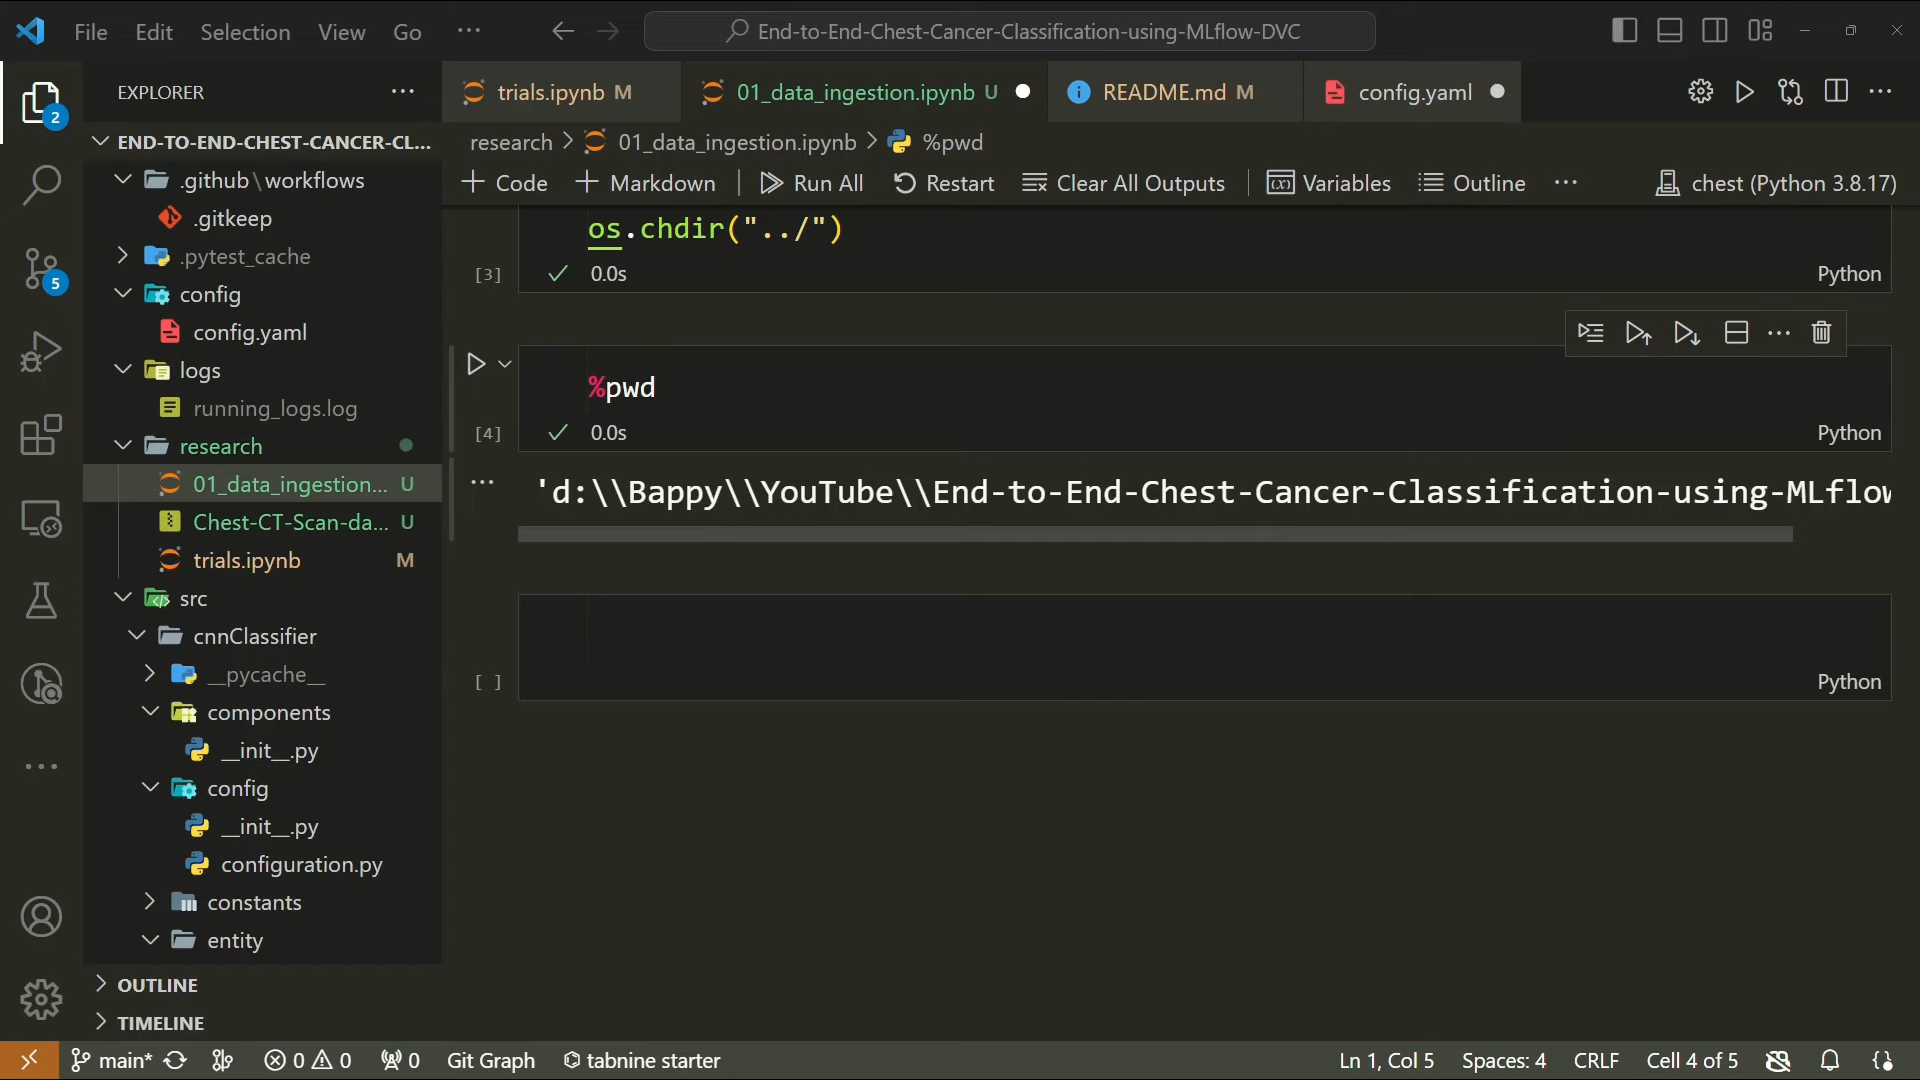 File Edit Selection View Go ··· End-to-End-Chest-Cancer-Classification-using-MLflow-DVC
EXPLORER
2
END-TO-END-CHEST-CANCER-CL...
.github\workflows
.gitkeep
.pytest_cache
5
config
config.yaml
logs
running_logs.log
research
01_data_ingestion... U
Chest-CT-Scan-da... U
trials.ipynb M
src
cnnClassifier
__pycache__
components
__init__.py
config
__init__.py
configuration.py
constants
entity
OUTLINE
TIMELINE
trials.ipynb M 01_data_ingestion.ipynb U README.md M config.yaml
research > 01_data_ingestion.ipynb > %pwd
+ Code + Markdown Run All Restart Clear All Outputs Variables Outline ··· chest (Python 3.8.17)
os.chdir("../")
[3] 0.0s Python
%pwd
[4] 0.0s Python
'd:\\Bappy\\YouTube\\End-to-End-Chest-Cancer-Classification-using-MLflow
[ ] Python
main* 0 0 0 Git Graph tabnine starter Ln 1, Col 5 Spaces: 4 CRLF Cell 4 of 5